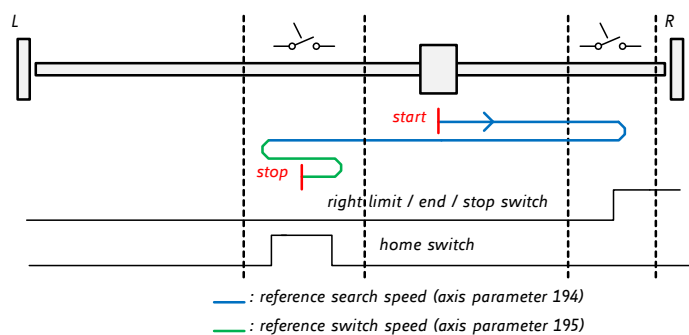 L
R
start
stop
right limit / end / stop switch
home switch
: reference search speed (axis parameter 194)
: reference switch speed (axis parameter 195)